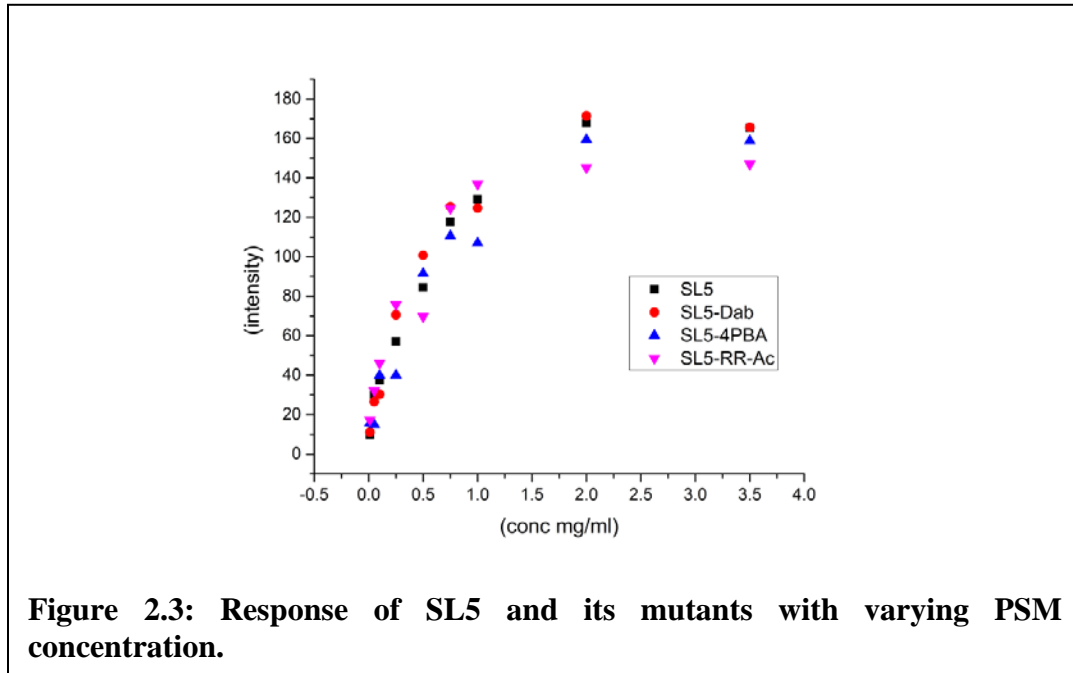 180
160
140
120
100
80
60
40
20
0
(intensity)
SL5
SL5-Dab
SL5-4PBA
SL5-RR-Ac
-0.5 0.0 0.5 1.0 1.5 2.0 2.5 3.0 3.5 4.0
(conc mg/ml)
Figure 2.3: Response of SL5 and its mutants with varying PSM
concentration.